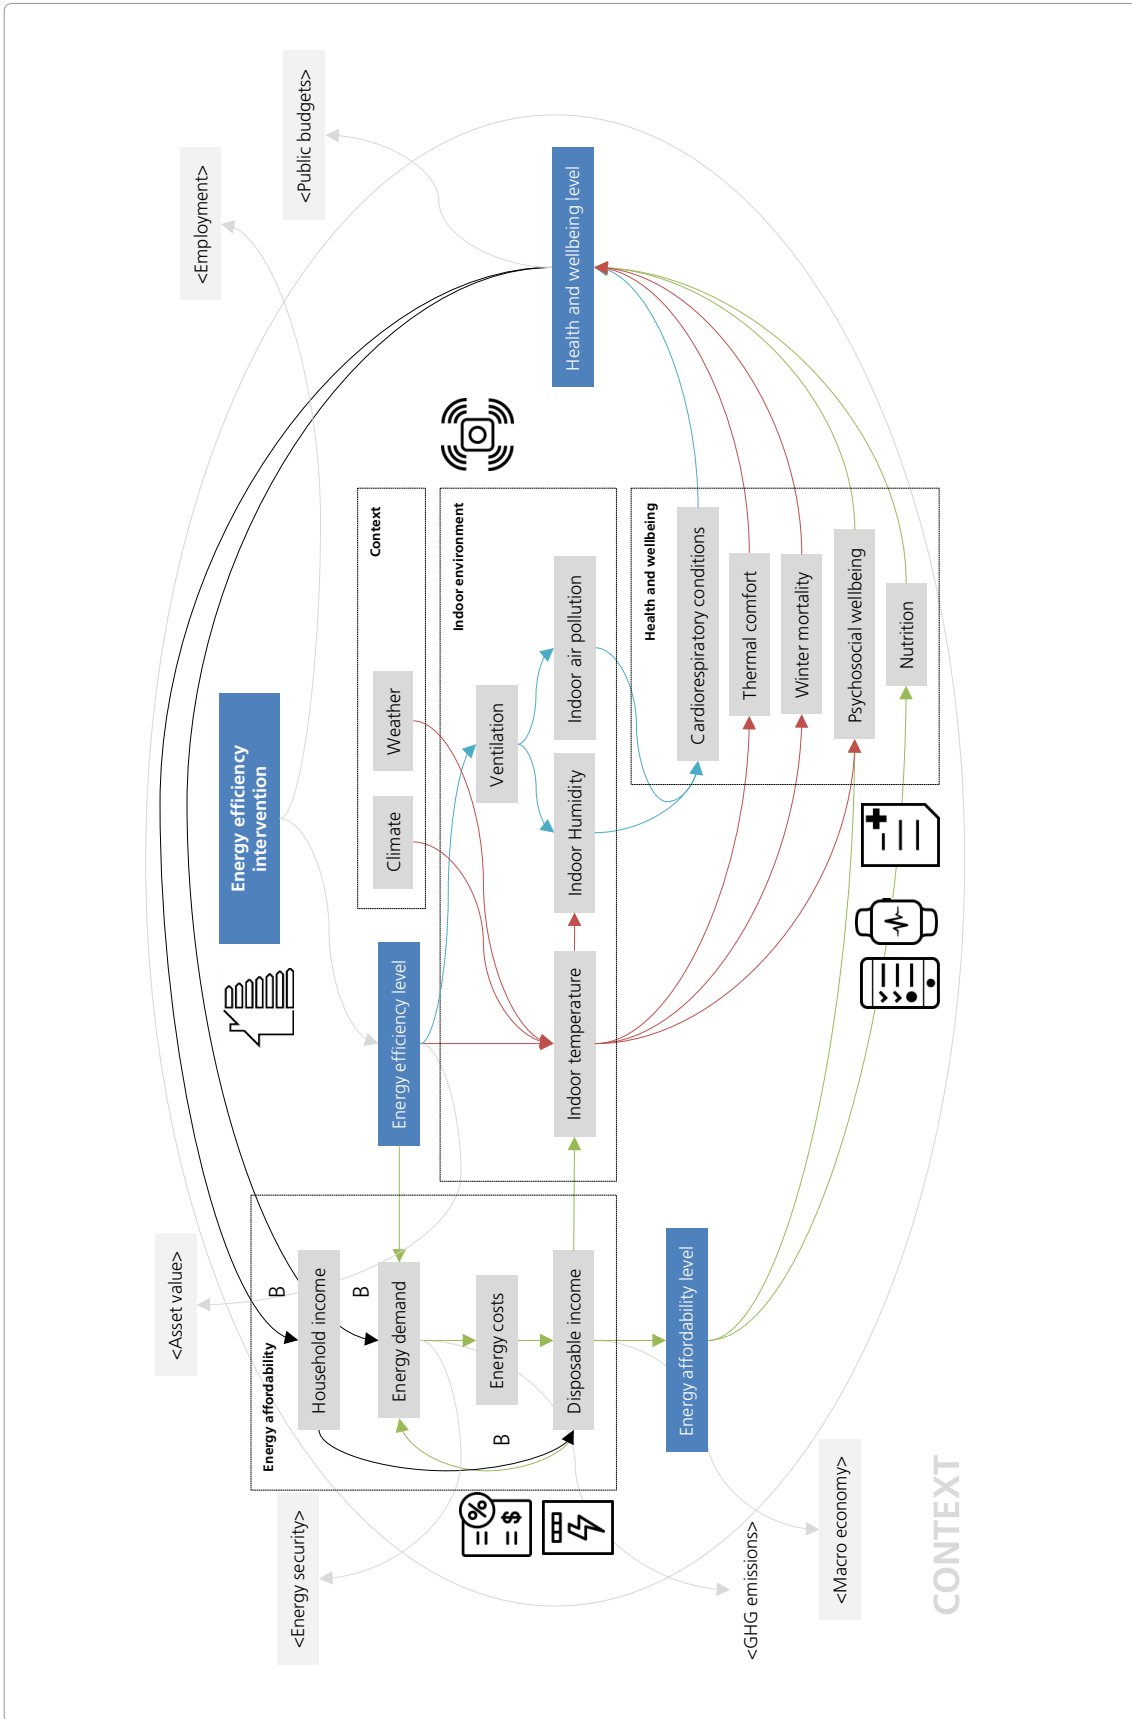 <Asset value>
<Employment>
<Public budgets>
Energy efficiency
intervention
<Energy security>
Energy affordability
Household income
B
B
Energy demand
Energy costs
B
Disposable income
Energy efficiency level
Context
Climate
Weather
Indoor environment
Ventilation
Indoor temperature
Indoor Humidity
Indoor air pollution
Health and wellbeing level
Health and wellbeing
Cardiorespiratory conditions
Thermal comfort
Winter mortality
Psychosocial wellbeing
Nutrition
Energy affordability level
%
$
<GHG emissions>
<Macro economy>
CONTEXT